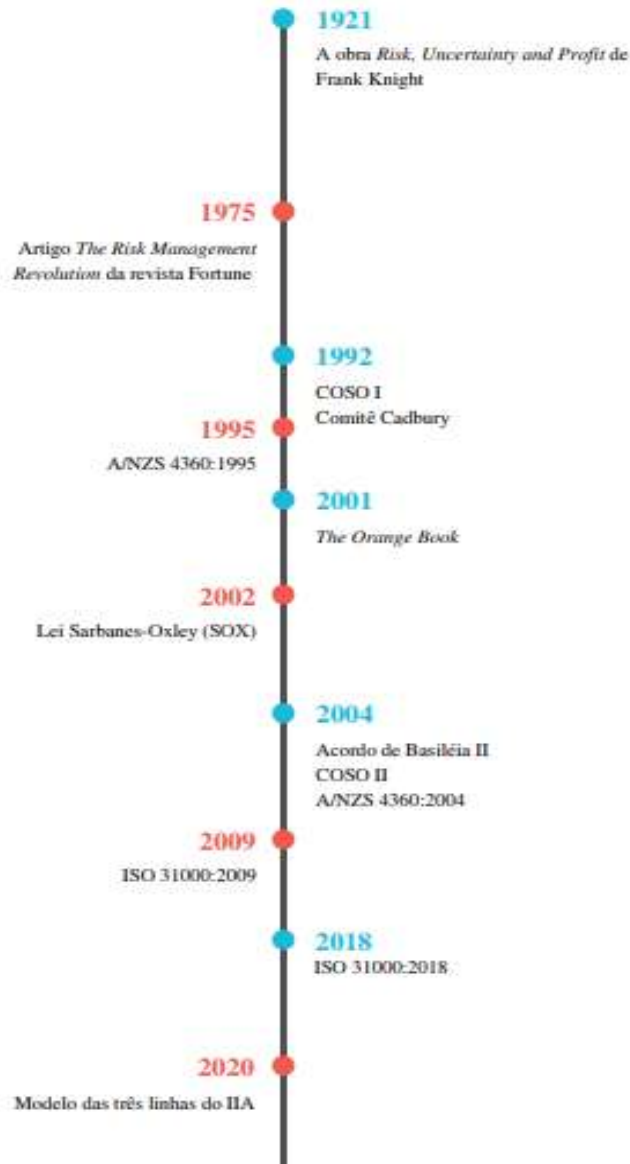 1921
A obra Risk, Uncertainty and Profit de
Frank Knight
1975
Artigo The Risk Management
Revolution da revista Fortune
1992
COSO I
Comitê Cadbury
1995
A/NZS 4360:1995
2001
The Orange Book
2002
Lei Sarbanes-Oxley (SOX)
2004
Acordo de Basiléia II
COSO II
A/NZS 4360:2004
2009
ISO 31000:2009
2018
ISO 31000:2018
2020
Modelo das três linhas do IIA